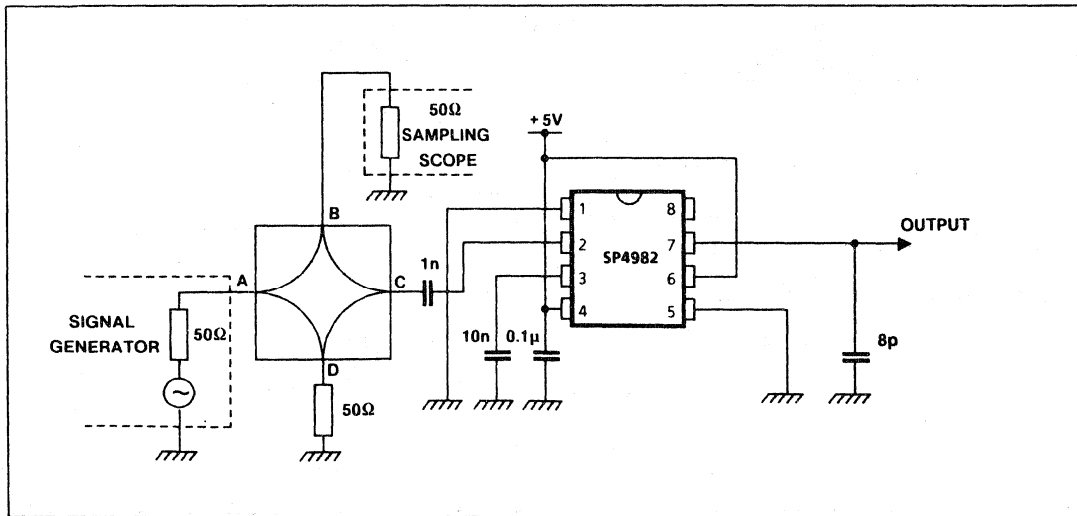 50Ω
SAMPLING
SCOPE
+ 5V
B
1
8
OUTPUT
1n
2
7
SP4982
A
C
3
6
SIGNAL
GENERATOR
50Ω
4
5
10n
0.1µ
8p
D
50Ω